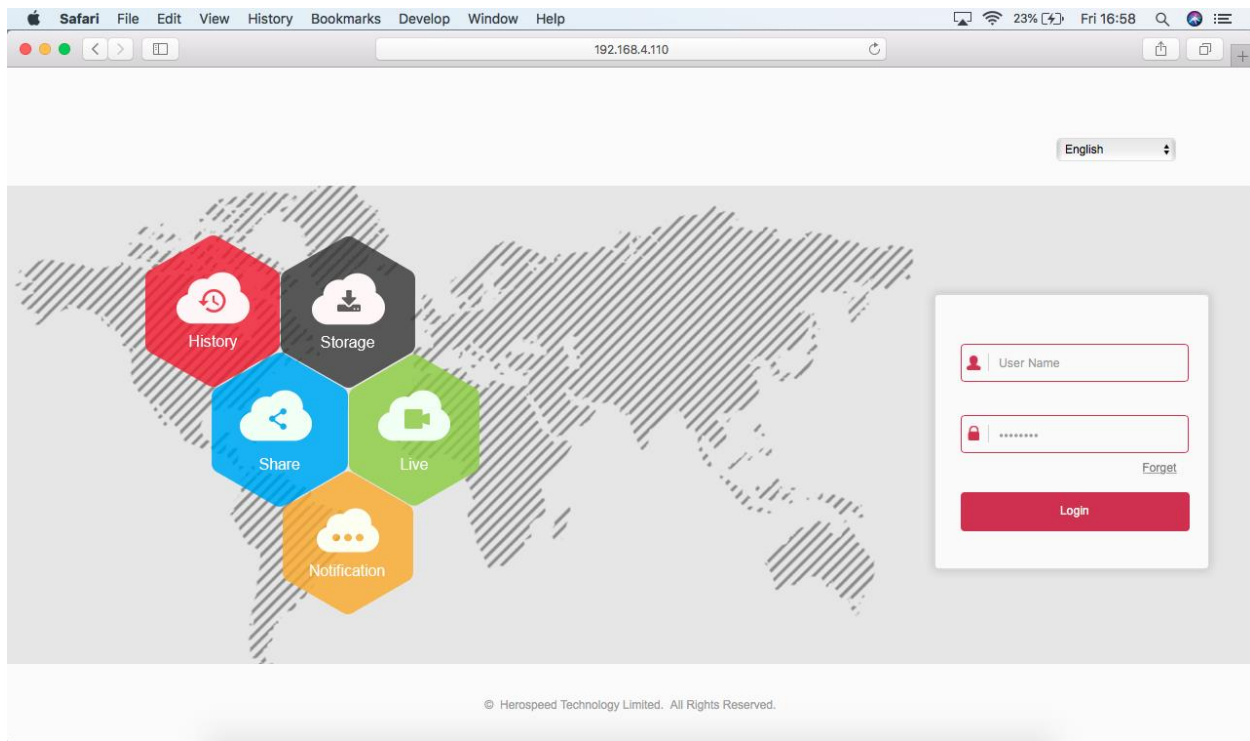 Safari File Edit View History Bookmarks Develop Window Help 23% Fri 16:58
192.168.4.110
English
History
Storage
Share
Live
Notification
User Name
••••••••
Forget
Login
© Herospeed Technology Limited. All Rights Reserved.